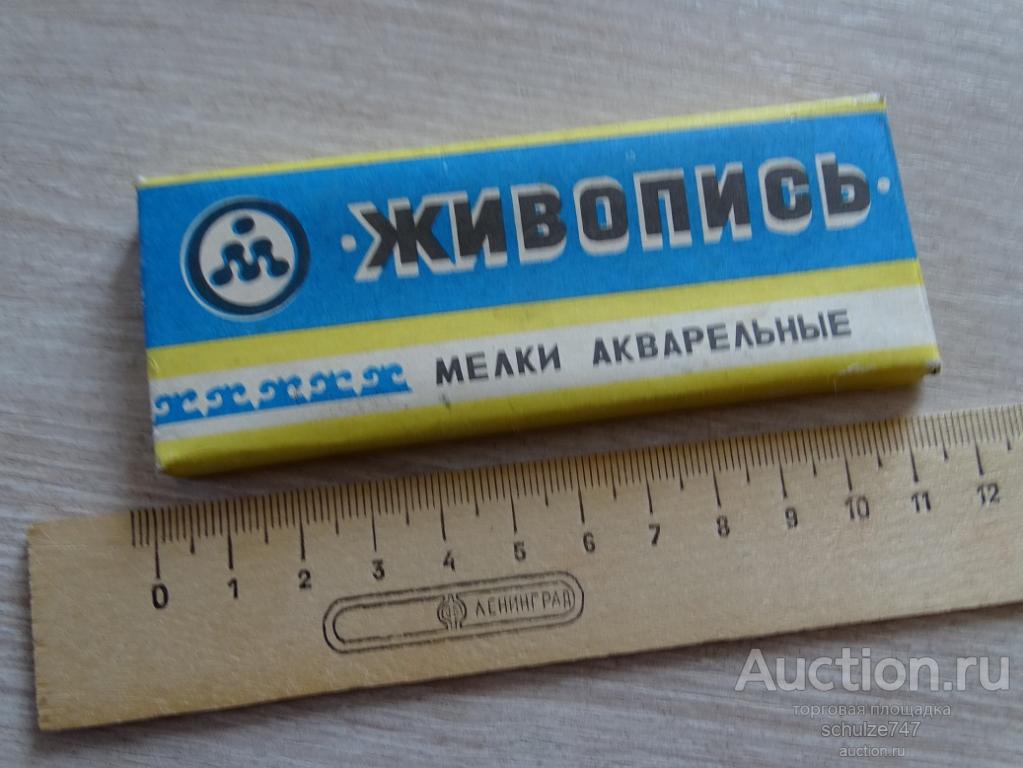 ·ЖИВОПИСЬ·
МЕЛКИ АКВАРЕЛЬНЫЕ
0 1 2 3 4 5 6 7 8 9 10 11 12
ЛЕНИНГРАД
Auction.ru
торговая площадка
schulze747
auction.ru